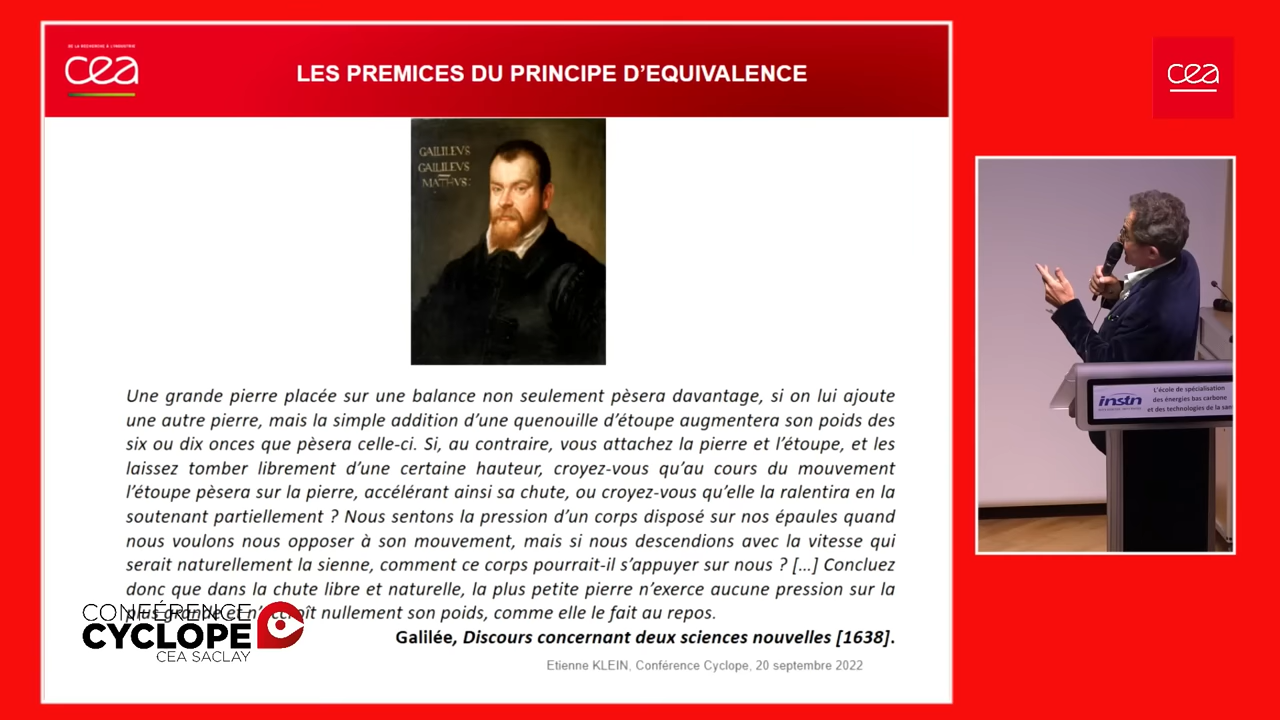 DE LA RECHERCHE À L'INDUSTRIE
cea
LES PREMICES DU PRINCIPE D'EQUIVALENCE
cea
GALILEVS
GALILEVS
MATHVS:
Une grande pierre placée sur une balance non seulement pèsera davantage, si on lui ajoute
une autre pierre, mais la simple addition d'une quenouille d'étoupe augmentera son poids des
six ou dix onces que pèsera celle-ci. Si, au contraire, vous attachez la pierre et l'étoupe, et les
laissez tomber librement d'une certaine hauteur, croyez-vous qu'au cours du mouvement
l'étoupe pèsera sur la pierre, accélérant ainsi sa chute, ou croyez-vous qu'elle la ralentira en la
soutenant partiellement ? Nous sentons la pression d'un corps disposé sur nos épaules quand
nous voulons nous opposer à son mouvement, mais si nous descendions avec la vitesse qui
serait naturellement la sienne, comment ce corps pourrait-il s'appuyer sur nous ? [...] Concluez
donc que dans la chute libre et naturelle, la plus petite pierre n'exerce aucune pression sur la
plus grande et n'accroît nullement son poids, comme elle le fait au repos.
Galilée, Discours concernant deux sciences nouvelles [1638].
Etienne KLEIN, Conférence Cyclope, 20 septembre 2022
CONFÉRENCE
CYCLOPE
CEA SACLAY
instn
L'école de spécialisation
des énergies bas carbone
et des technologies de la san